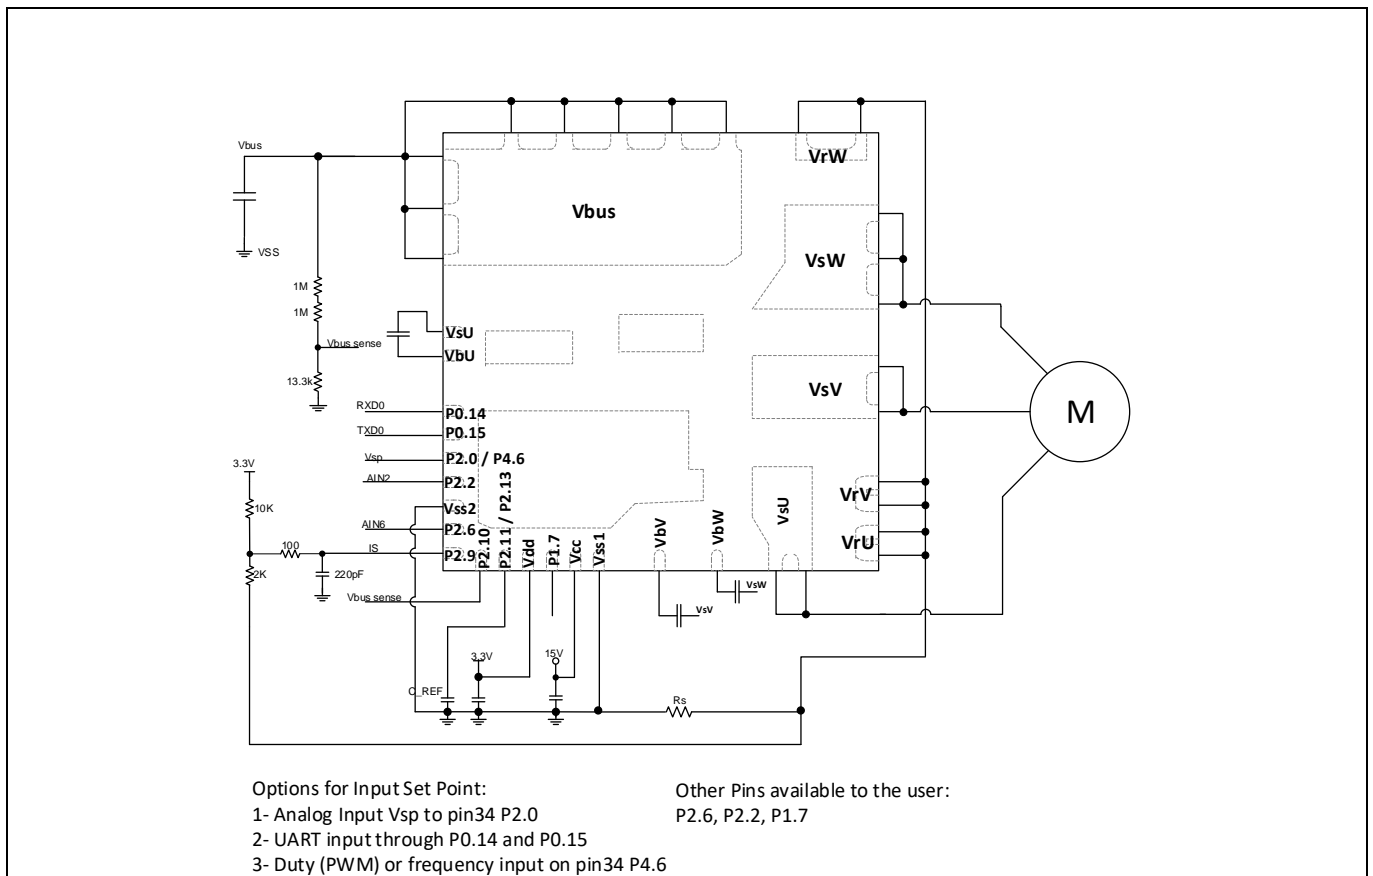 Vbus
VrW
Vbus
VSS
VsW
1M
1M
VsU
Vbus sense
VbU
13.3k
VsV
M
RXD0
P0.14
TXD0
P0.15
Vsp
P2.0 / P4.6
3.3V
AIN2
P2.2
10K
Vss2
AIN6
P2.6
100
IS
P2.9
P2.10
P2.11 / P2.13
Vdd
P1.7
Vcc
Vss1
VbV
VbW
VsU
VrV
VrU
2K
220pF
Vbus sense
VsW
VsV
3.3V
15V
C_REF
Rs
Options for Input Set Point:
1- Analog Input Vsp to pin34 P2.0
2- UART input through P0.14 and P0.15
3- Duty (PWM) or frequency input on pin34 P4.6
Other Pins available to the user:
P2.6, P2.2, P1.7